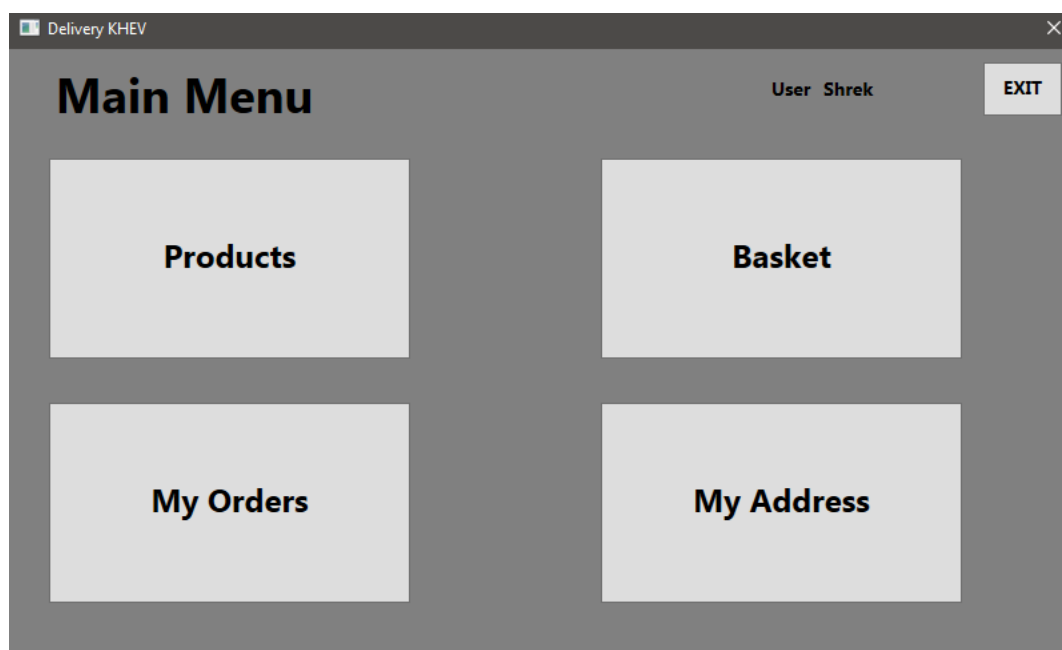 Delivery KHEV
Main Menu
User Shrek
EXIT
Products
Basket
My Orders
My Address